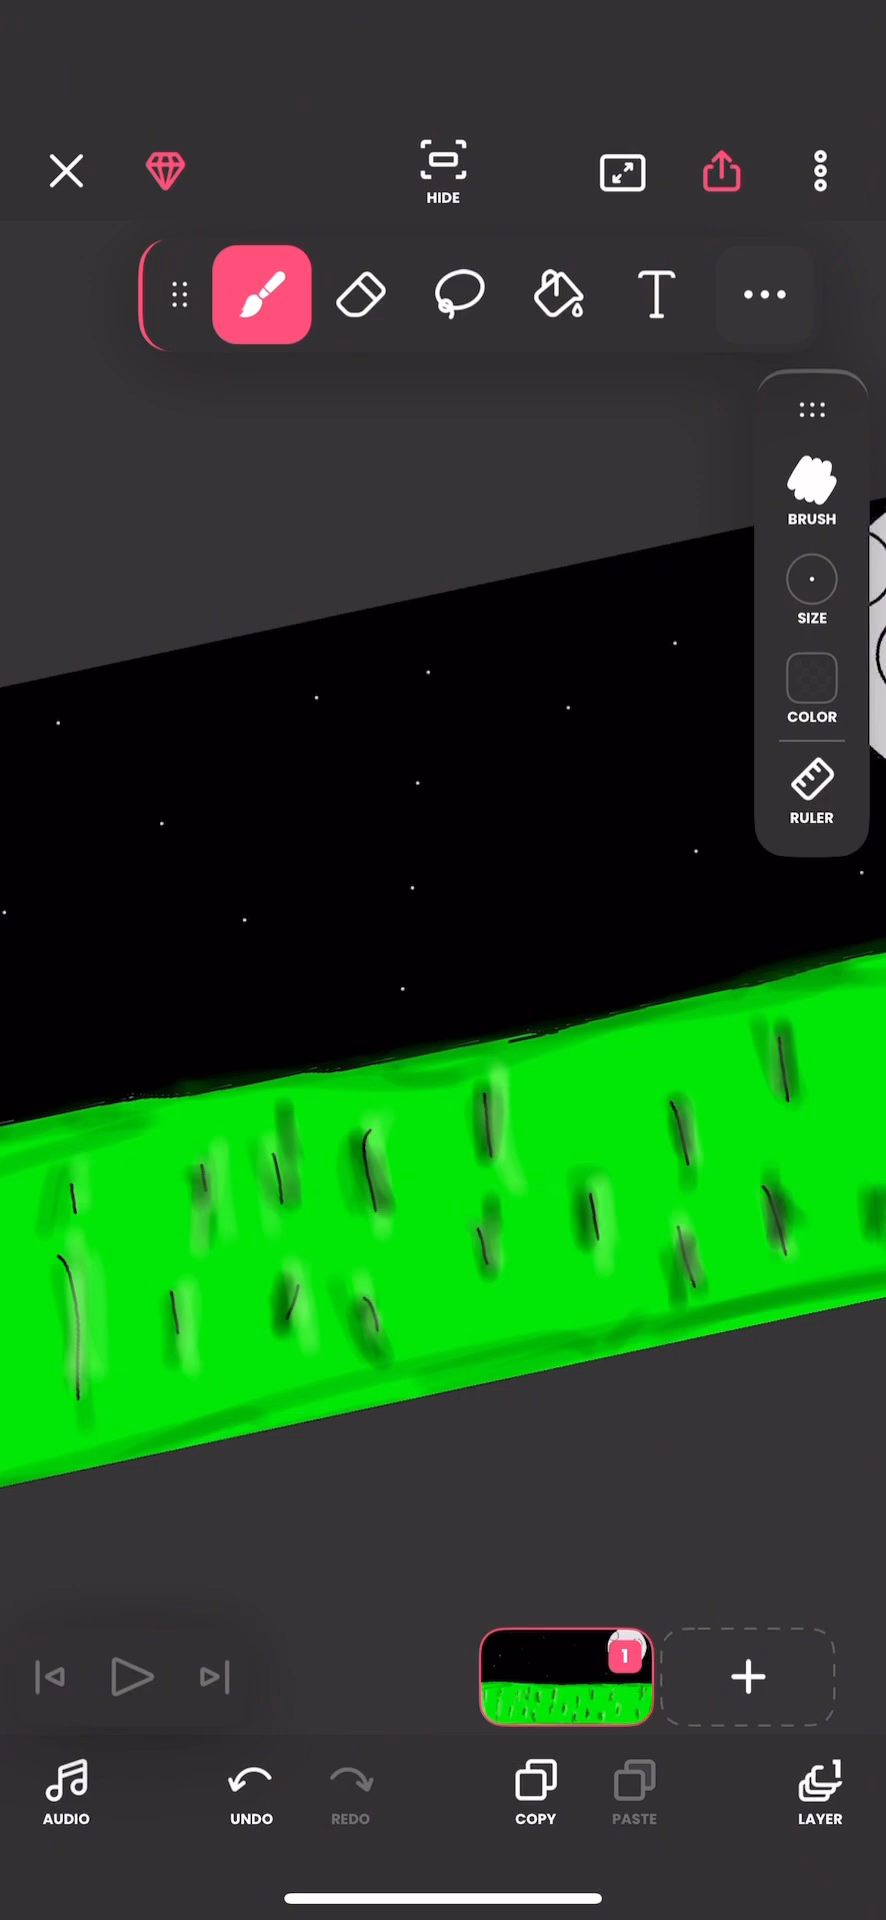 HIDE
T
BRUSH
SIZE
COLOR
RULER
1
AUDIO
UNDO
REDO
COPY
PASTE
LAYER